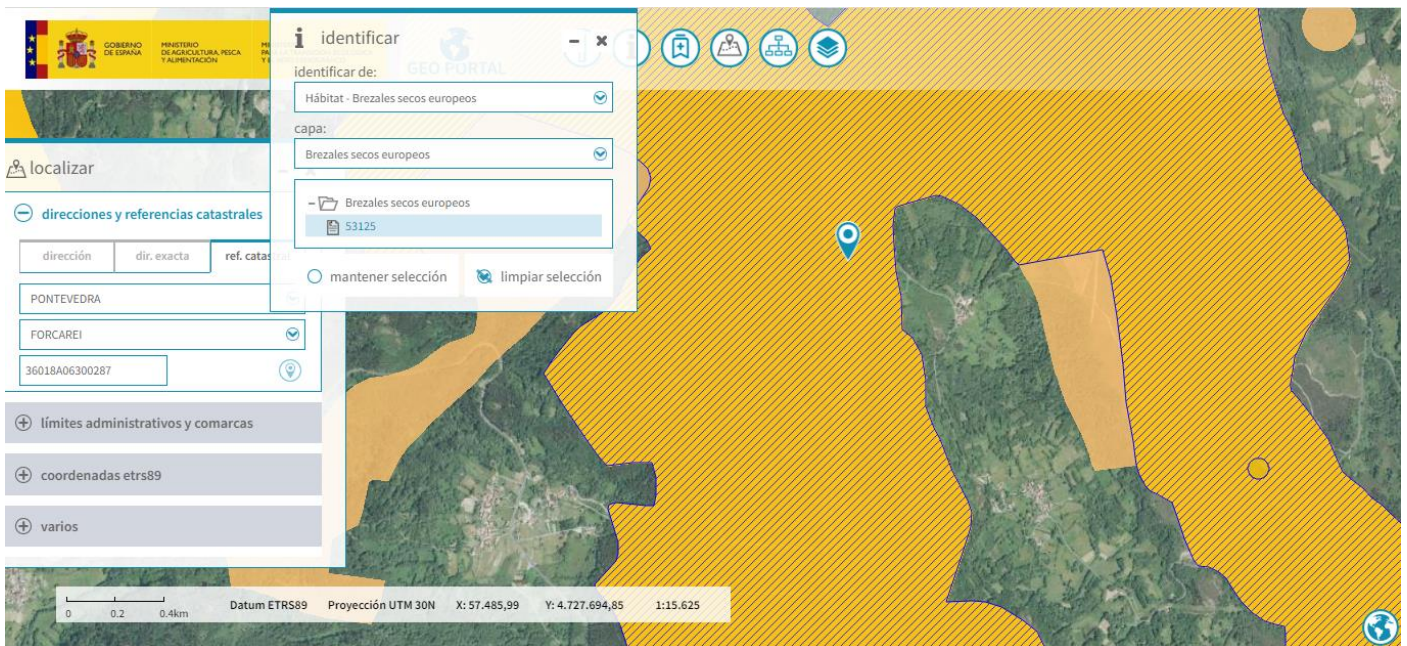 GOBIERNO
DE ESPAÑA
MINISTERIO
DE AGRICULTURA, PESCA
Y ALIMENTACIÓN
GEO PORTAL
identificar
identificar de:
Hábitat - Brezales secos europeos
capa:
Brezales secos europeos
Brezales secos europeos
53125
mantener selección
limpiar selección
localizar
direcciones y referencias catastrales
dirección
dir. exacta
ref. catastral
PONTEVEDRA
FORCAREI
36018A06300287
límites administrativos y comarcas
coordenadas etrs89
varios
0 0.2 0.4km
Datum ETRS89 Proyección UTM 30N X: 57.485,99 Y: 4.727.694,85 1:15.625